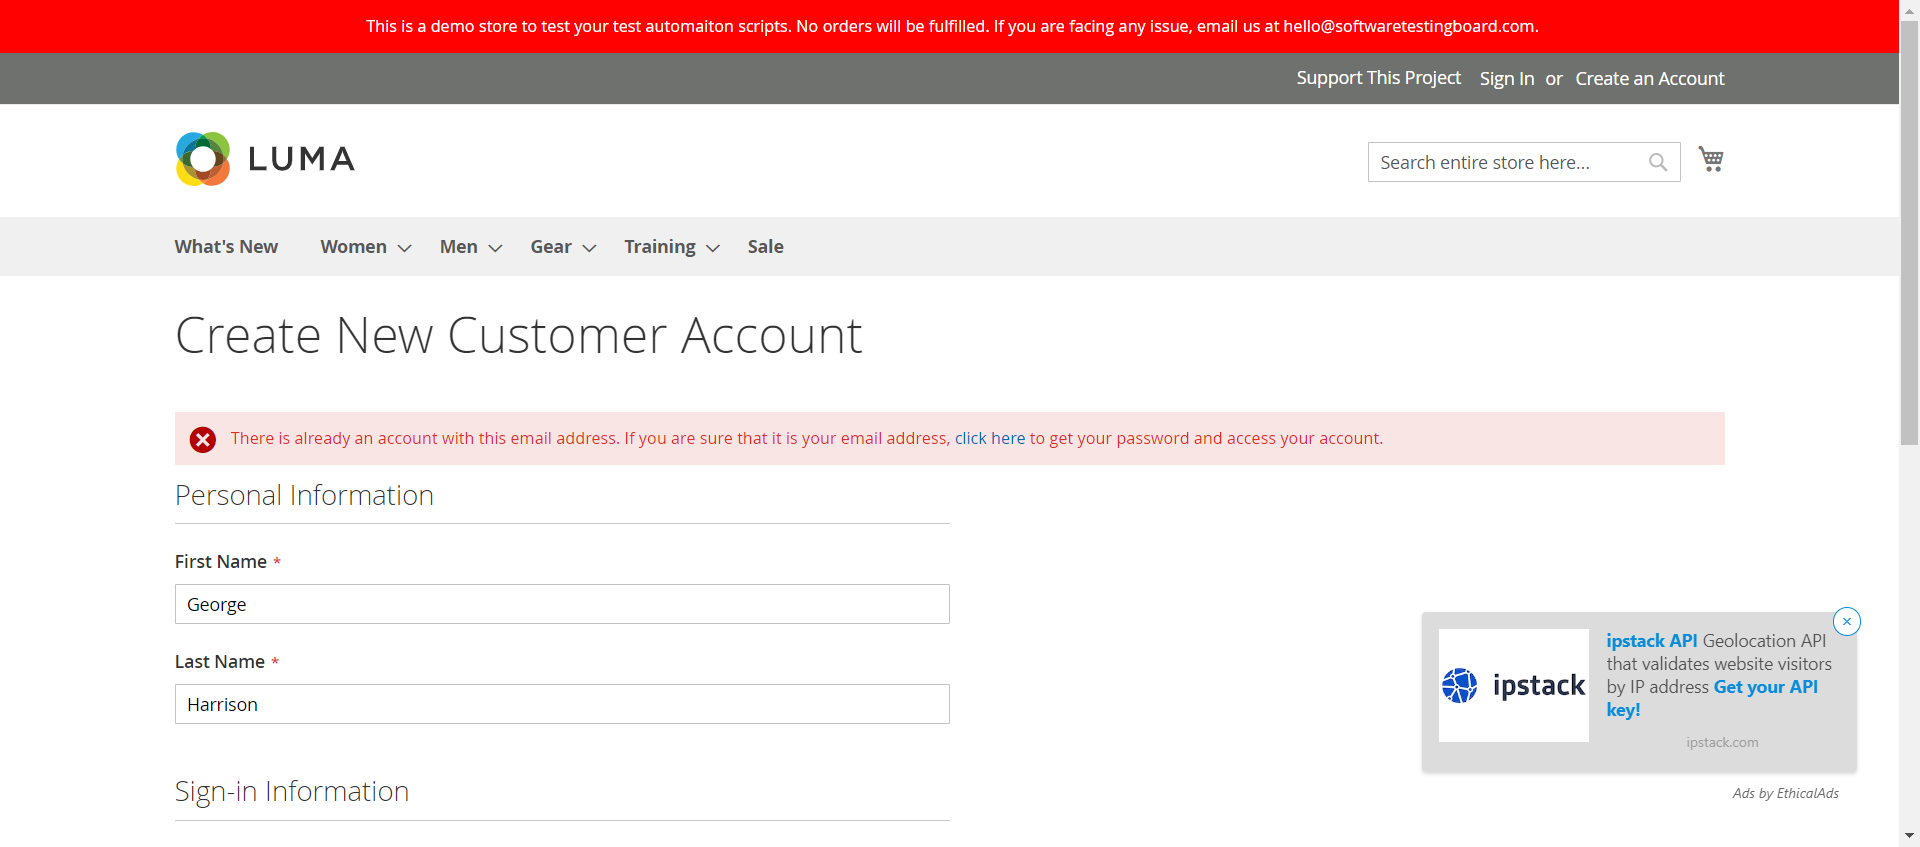 This is a demo store to test your test automaiton scripts. No orders will be fulfilled. If you are facing any issue, email us at hello@softwaretestingboard.com.
Support This Project Sign In or Create an Account
LUMA
Search entire store here...
What's New Women Men Gear Training Sale
Create New Customer Account
There is already an account with this email address. If you are sure that it is your email address, click here to get your password and access your account.
Personal Information
First Name *
George
Last Name *
Harrison
Sign-in Information
ipstack
ipstack API Geolocation API
that validates website visitors
by IP address Get your API
key!
ipstack.com
Ads by EthicalAds